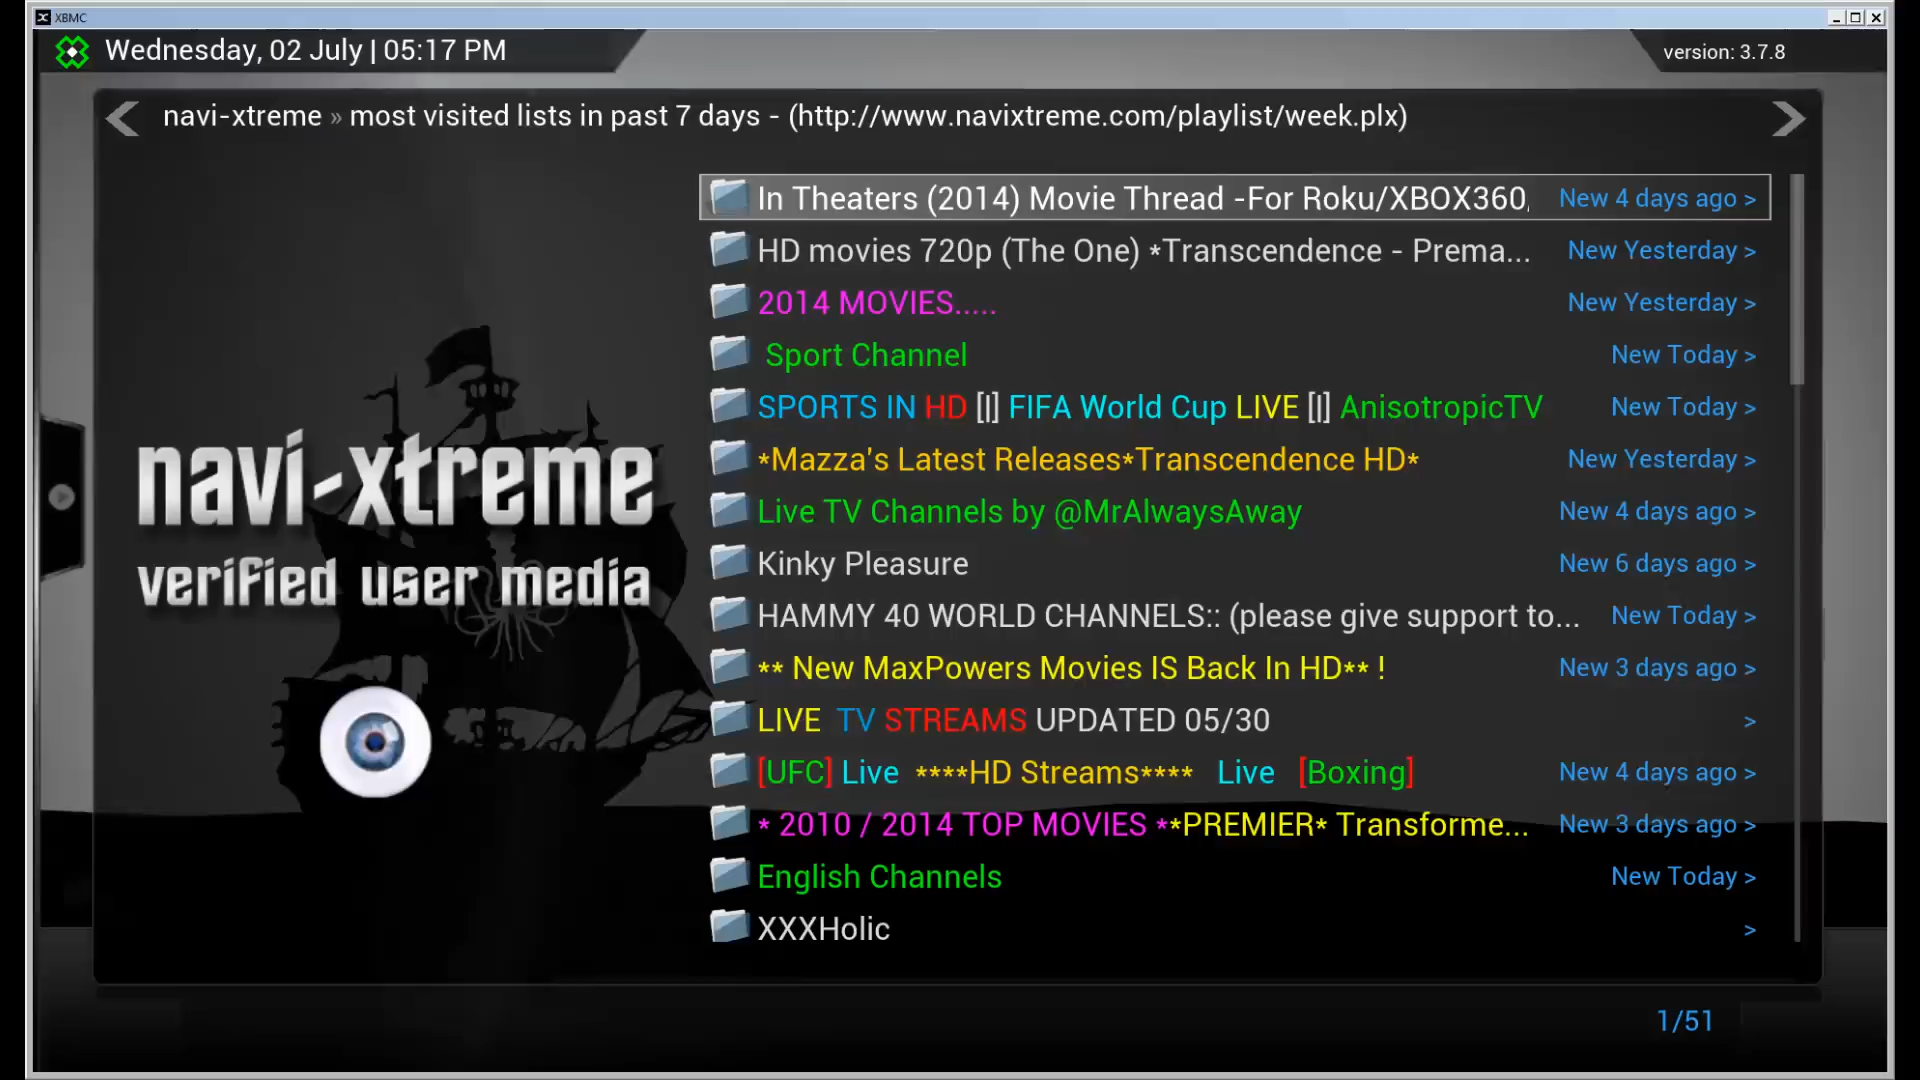 XBMC
Wednesday, 02 July | 05:17 PM
version: 3.7.8
navi-xtreme » most visited lists in past 7 days - (http://www.navixtreme.com/playlist/week.plx)
In Theaters (2014) Movie Thread -For Roku/XBOX360, New 4 days ago >
HD movies 720p (The One) *Transcendence - Prema... New Yesterday >
2014 MOVIES..... New Yesterday >
Sport Channel New Today >
SPORTS IN HD [|] FIFA World Cup LIVE [|] AnisotropicTV New Today >
*Mazza's Latest Releases*Transcendence HD* New Yesterday >
Live TV Channels by @MrAlwaysAway New 4 days ago >
Kinky Pleasure New 6 days ago >
HAMMY 40 WORLD CHANNELS:: (please give support to... New Today >
** New MaxPowers Movies IS Back In HD** ! New 3 days ago >
LIVE TV STREAMS UPDATED 05/30 >
[UFC] Live ****HD Streams**** Live [Boxing] New 4 days ago >
* 2010 / 2014 TOP MOVIES **PREMIER* Transforme... New 3 days ago >
English Channels New Today >
XXXHolic >
navi-xtreme
verified user media
1/51